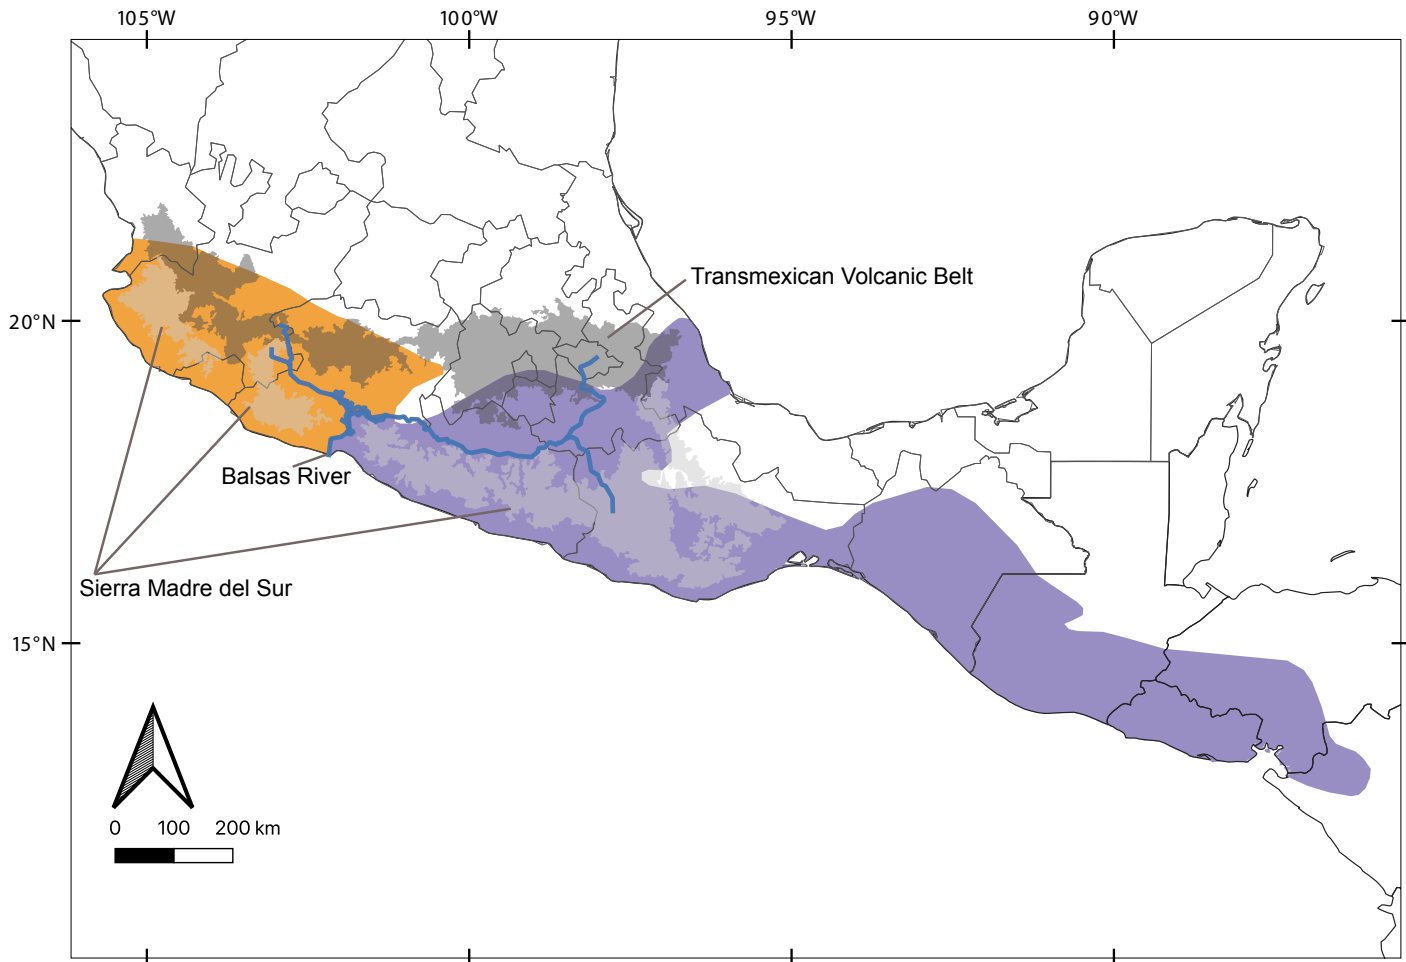 105°W 100°W 95°W 90°W
Transmexican Volcanic Belt
20°N
Balsas River
Sierra Madre del Sur
15°N
0 100 200 km